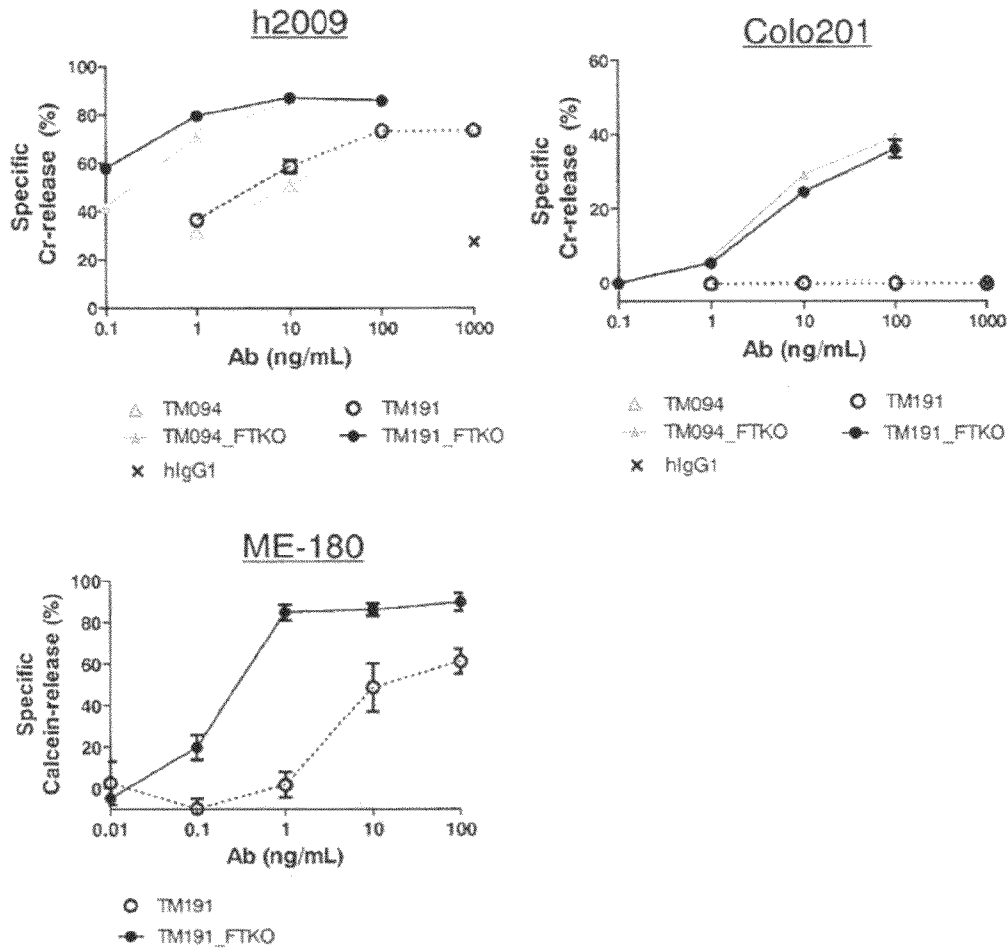 h2009
Specific
Cr-release (%)
100
80
60
40
20
0
0.1
1
10
100
1000
Ab (ng/mL)
TM094
TM191
TM094_FTKO
TM191_FTKO
hIgG1
Colo201
Specific
Cr-release (%)
60
40
20
0
0.1
1
10
100
1000
Ab (ng/mL)
TM094
TM191
TM094_FTKO
TM191_FTKO
hIgG1
ME-180
Specific
Calcein-release (%)
100
80
60
40
20
0
0.01
0.1
1
10
100
Ab (ng/mL)
TM191
TM191_FTKO